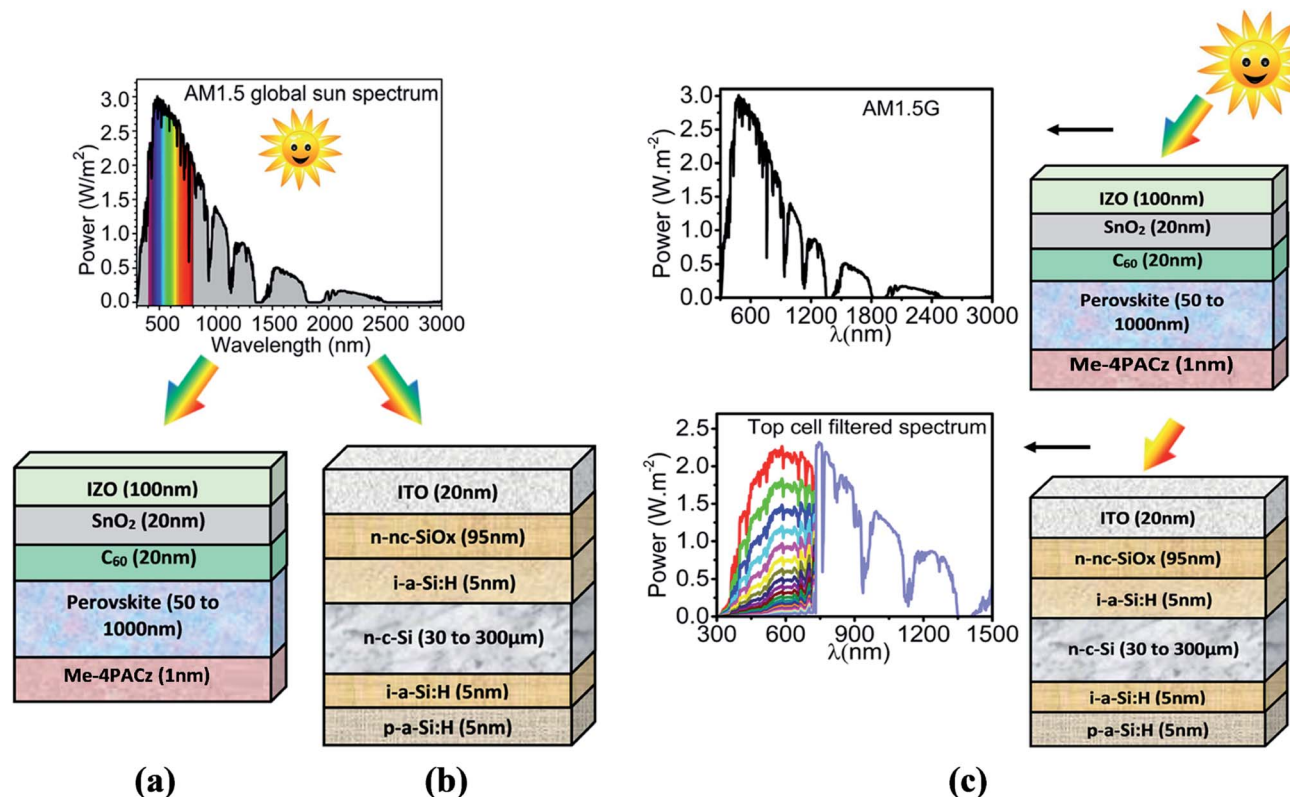 AM1.5 global sun spectrum
Power (W/m²)
3.0
2.5
2.0
1.5
1.0
0.5
0.0
500 1000 1500 2000 2500 3000
Wavelength (nm)
IZO (100nm)
SnO₂ (20nm)
C₆₀ (20nm)
Perovskite (50 to
1000nm)
Me-4PACz (1nm)
(a)
ITO (20nm)
n-nc-SiOx (95nm)
i-a-Si:H (5nm)
n-c-Si (30 to 300µm)
i-a-Si:H (5nm)
p-a-Si:H (5nm)
(b)
AM1.5G
Power (W.m⁻²)
3.0
2.5
2.0
1.5
1.0
0.5
0.0
600 1200 1800 2400 3000
λ(nm)
IZO (100nm)
SnO₂ (20nm)
C₆₀ (20nm)
Perovskite (50 to
1000nm)
Me-4PACz (1nm)
Top cell filtered spectrum
Power (W.m⁻²)
2.5
2.0
1.5
1.0
0.5
0.0
300 600 900 1200 1500
λ(nm)
ITO (20nm)
n-nc-SiOx (95nm)
i-a-Si:H (5nm)
n-c-Si (30 to 300µm)
i-a-Si:H (5nm)
p-a-Si:H (5nm)
(c)